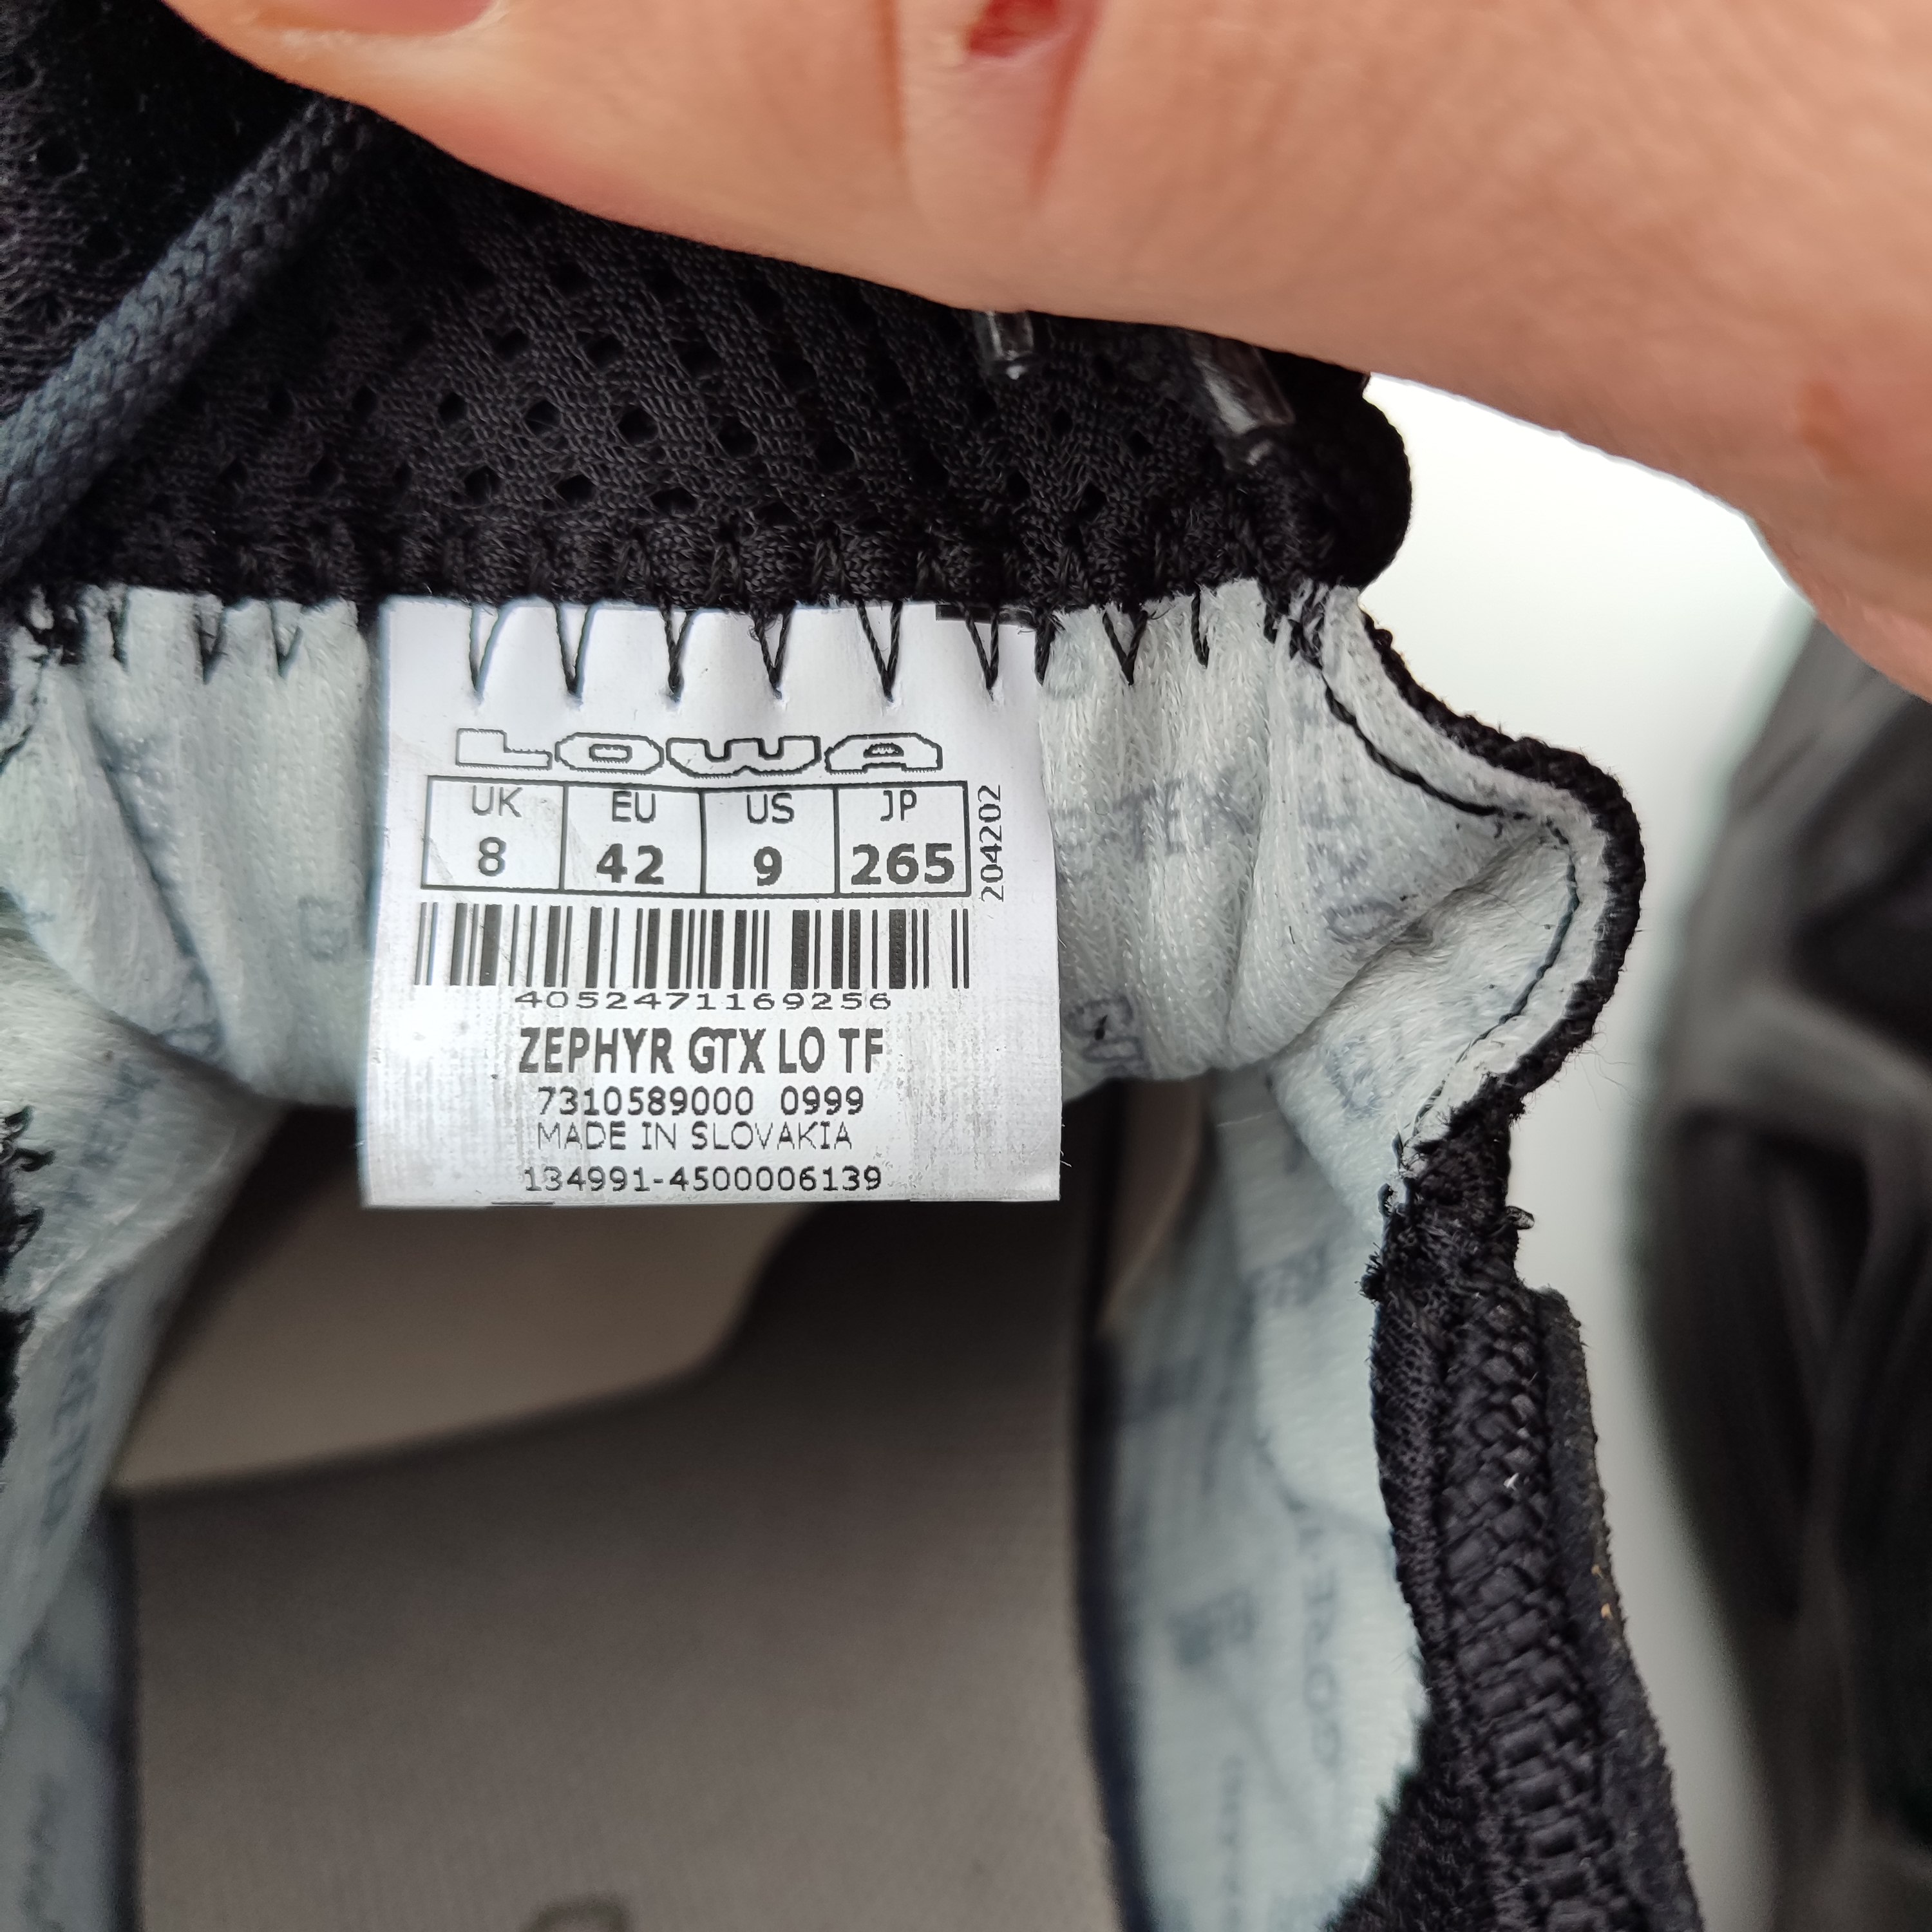 LOWA
UK EU US JP
8 42 9 265
204202
4052471169256
ZEPHYR GTX LO TF
7310589000 0999
MADE IN SLOVAKIA
134991-4500006139